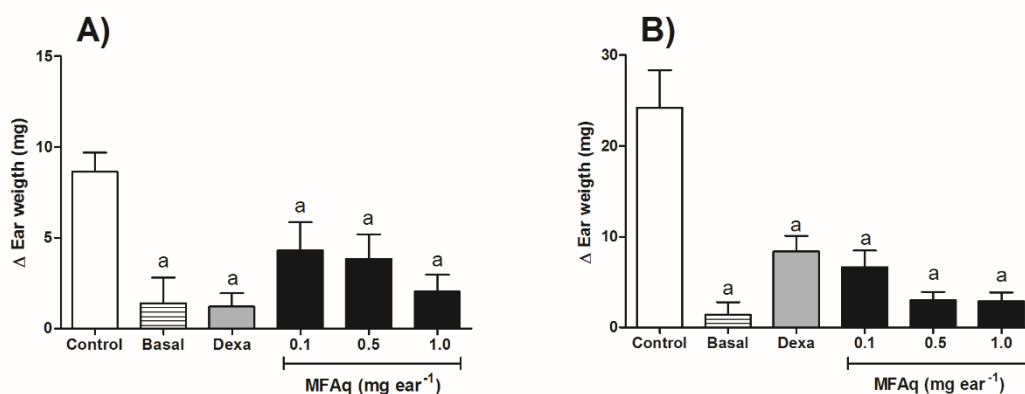 A)
Δ Ear weigth (mg)
15
10
5
0
a
a
a
a
a
Control Basal Dexa 0.1 0.5 1.0
MFAq (mg ear⁻¹)
B)
Δ Ear weigth (mg)
30
20
10
0
a
a
a
a
a
Control Basal Dexa 0.1 0.5 1.0
MFAq (mg ear⁻¹)